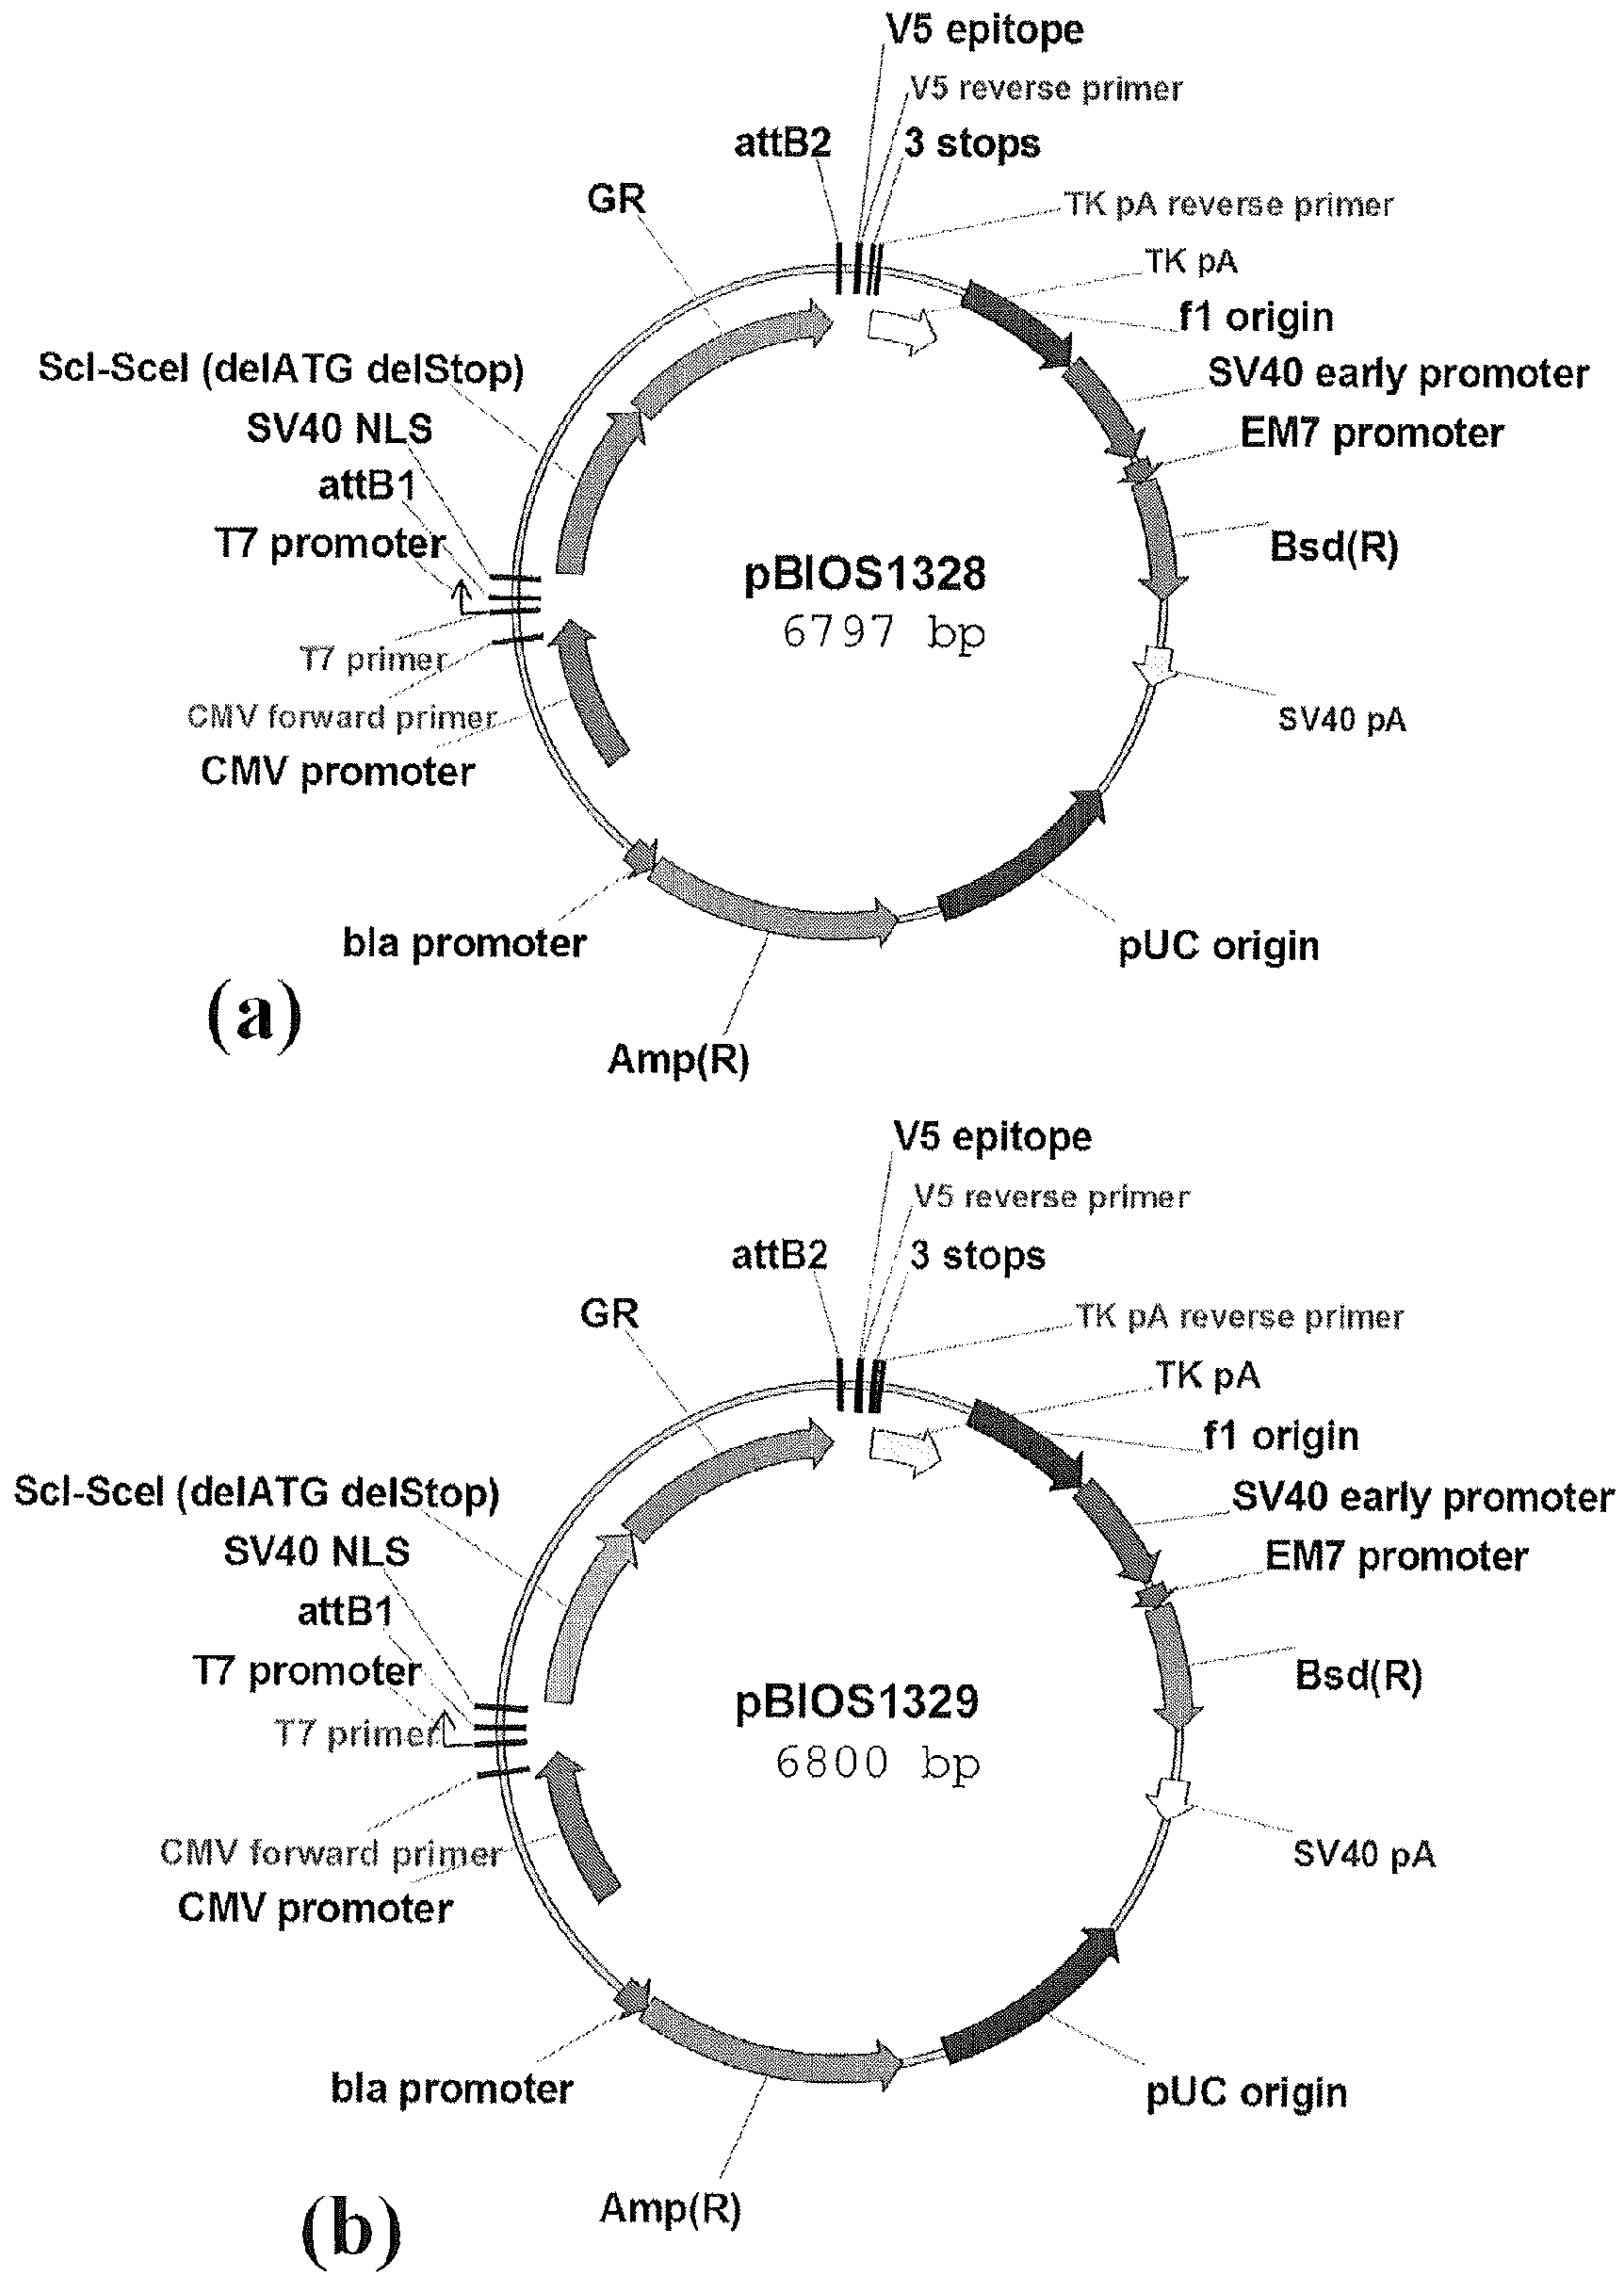 V5 epitope
V5 reverse primer
attB2
3 stops
GR
TK pA reverse primer
TK pA
f1 origin
SceI-SceI (delATG delStop)
SV40 early promoter
SV40 NLS
EM7 promoter
attB1
T7 promoter
Bsd(R)
pBIOS1328
6797 bp
T7 primer
CMV forward primer
SV40 pA
CMV promoter
bla promoter
pUC origin
(a)
Amp(R)
V5 epitope
V5 reverse primer
attB2
3 stops
GR
TK pA reverse primer
TK pA
f1 origin
ScI-SceI (delATG delStop)
SV40 early promoter
SV40 NLS
EM7 promoter
attB1
T7 promoter
Bsd(R)
pBIOS1329
T7 primer
6800 bp
CMV forward primer
SV40 pA
CMV promoter
bla promoter
pUC origin
Amp(R)
(b)